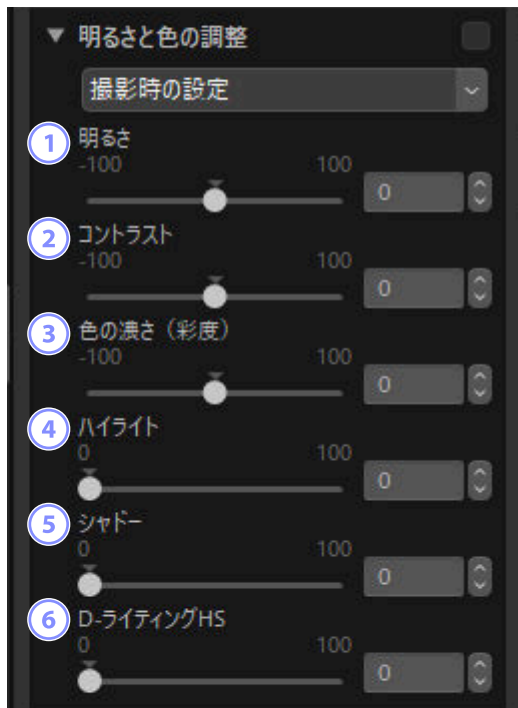 明るさと色の調整
撮影時の設定
1 明るさ
-100 100
0
2 コントラスト
-100 100
0
3 色の濃さ（彩度）
-100 100
0
4 ハイライト
0 100
0
5 シャドー
0 100
0
6 D-ライティングHS
0 100
0